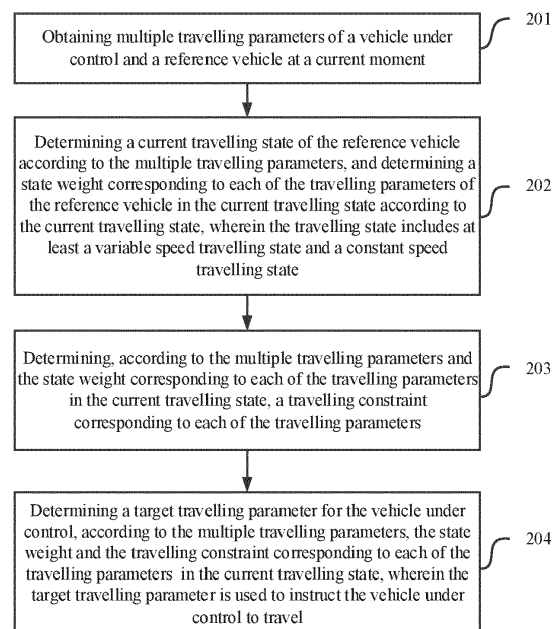 Obtaining multiple travelling parameters of a vehicle under
control and a reference vehicle at a current moment
201
Determining a current travelling state of the reference vehicle
according to the multiple travelling parameters, and determining a
state weight corresponding to each of the travelling parameters of
the reference vehicle in the current travelling state according to
the current travelling state, wherein the travelling state includes
at least a variable speed travelling state and a constant speed
travelling state
202
Determining, according to the multiple travelling parameters and
the state weight corresponding to each of the travelling parameters
in the current travelling state, a travelling constraint
corresponding to each of the travelling parameters
203
Determining a target travelling parameter for the vehicle under
control, according to the multiple travelling parameters, the state
weight and the travelling constraint corresponding to each of the
travelling parameters in the current travelling state, wherein the
target travelling parameter is used to instruct the vehicle under
control to travel
204